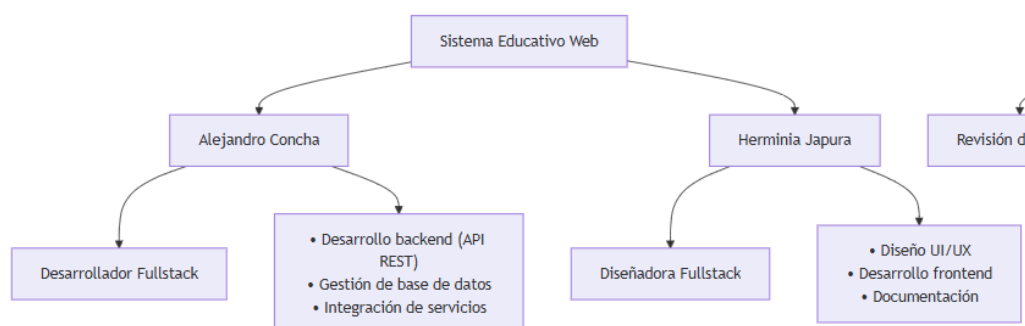 Sistema Educativo Web
Alejandro Concha
Herminia Japura
Revisión d
Desarrollador Fullstack
• Desarrollo backend (API
REST)
• Gestión de base de datos
• Integración de servicios
Diseñadora Fullstack
• Diseño UI/UX
• Desarrollo frontend
• Documentación